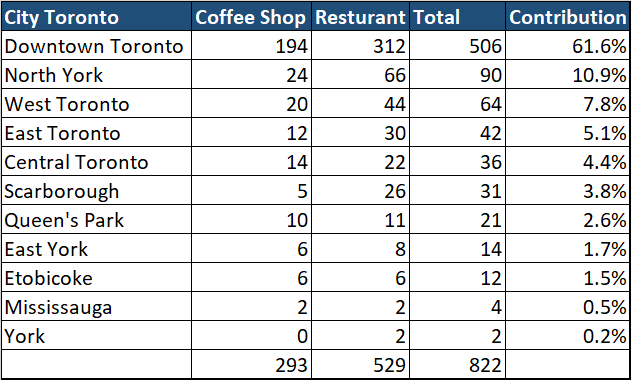 City Toronto Coffee Shop Resturant Total Contribution
Downtown Toronto 194 312 506 61.6%
North York 24 66 90 10.9%
West Toronto 20 44 64 7.8%
East Toronto 12 30 42 5.1%
Central Toronto 14 22 36 4.4%
Scarborough 5 26 31 3.8%
Queen's Park 10 11 21 2.6%
East York 6 8 14 1.7%
Etobicoke 6 6 12 1.5%
Mississauga 2 2 4 0.5%
York 0 2 2 0.2%
293 529 822